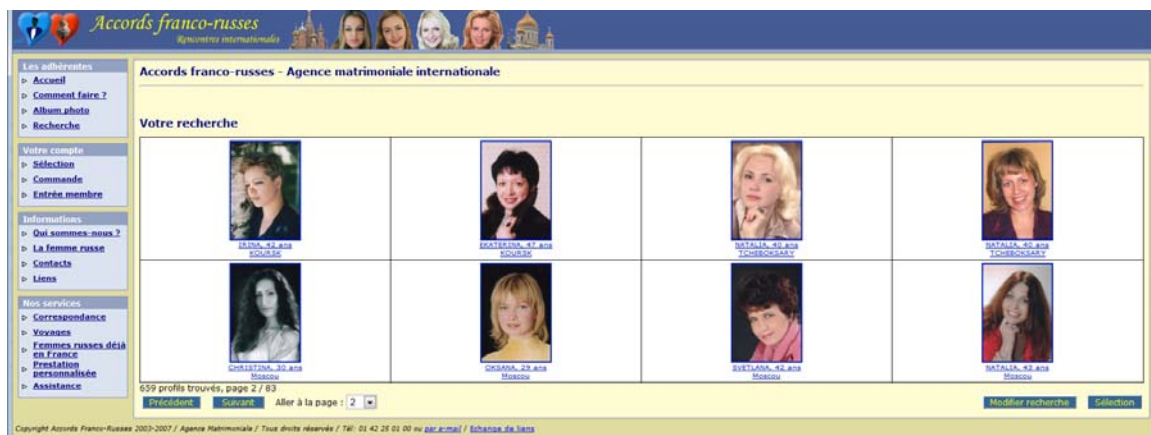 Accords franco-russes
Rencontres internationales
Les adhérentes
Accueil
Comment faire ?
Album photo
Recherche
Votre compte
Sélection
Commande
Entrée membre
Informations
Qui sommes-nous ?
La femme russe
Contacts
Liens
Nos services
Correspondance
Voyages
Femmes russes déjà
en France
Prestation
personnalisée
Assistance
Accords franco-russes - Agence matrimoniale internationale
Votre recherche
IRINA, 42 ans
KOURSK
EKATERINA, 47 ans
KOURSK
NATALIA, 40 ans
TCHEBOKSARY
NATALIA, 40 ans
TCHEBOKSARY
CHRISTINA, 30 ans
Moscou
OKSANA, 29 ans
Moscou
SVETLANA, 42 ans
Moscou
NATALIA, 43 ans
Moscou
659 profils trouvés, page 2 / 83
Précédent Suivant Aller à la page : 2 Modifier recherche Sélection
Copyright Accords Franco-Russes 2003-2007 / Agence Matrimoniale / Tous droits réservés / Tél: 01 42 25 01 00 ou par e-mail / Echange de liens